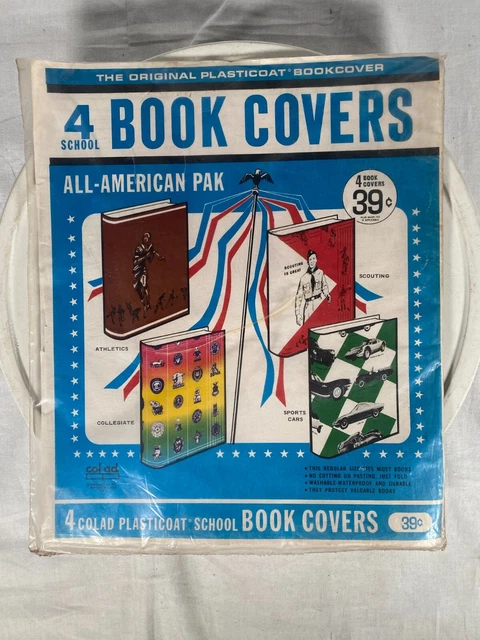 THE ORIGINAL PLASTICOAT® BOOKCOVER
4 SCHOOL BOOK COVERS
ALL-AMERICAN PAK
4 BOOK COVERS
39¢
SCOUTING IS GREAT
SCOUTING
ATHLETICS
COLLEGIATE
SPORTS CARS
• THIS REGULAR SIZE FITS MOST BOOKS
• NO CUTTING OR PASTING, JUST FOLD
• WASHABLE-WATERPROOF AND DURABLE
• THEY PROTECT VALUABLE BOOKS
colad
4 COLAD PLASTICOAT® SCHOOL BOOK COVERS 39¢